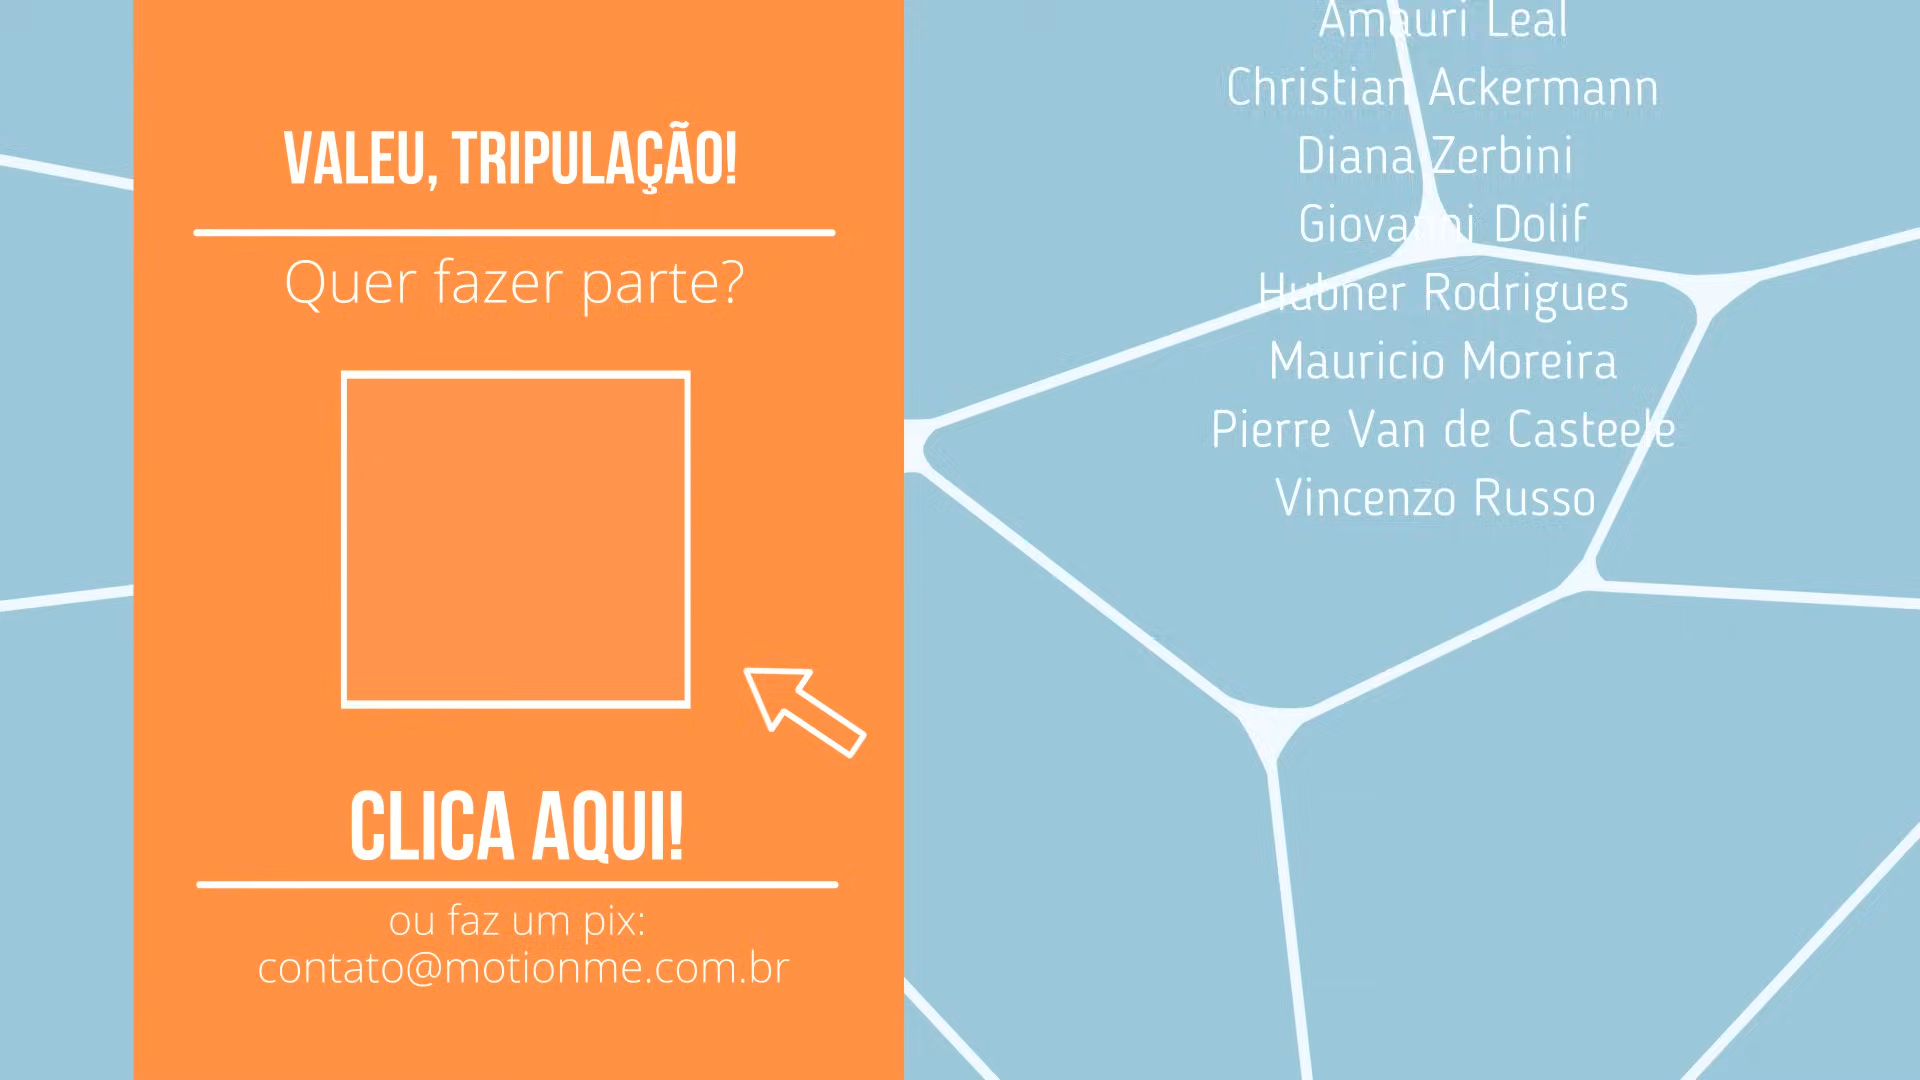 VALEU, TRIPULAÇÃO!
Quer fazer parte?
CLICA AQUI!
ou faz um pix:
contato@motionme.com.br
Amauri Leal
Christian Ackermann
Diana Zerbini
Giovanni Dolif
Hubner Rodrigues
Mauricio Moreira
Pierre Van de Casteele
Vincenzo Russo